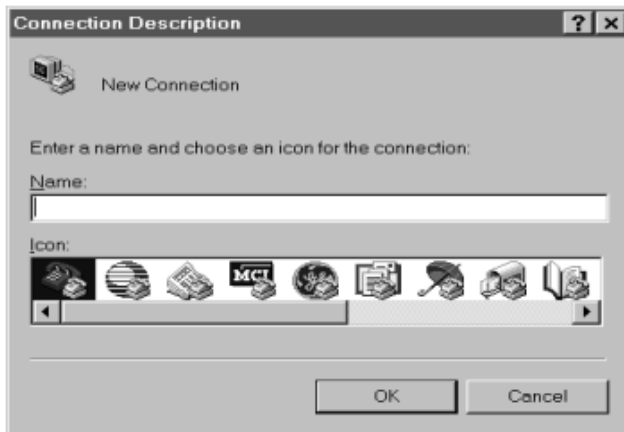 Connection Description
New Connection
Enter a name and choose an icon for the connection:
Name:
Icon:
MCI
OK
Cancel